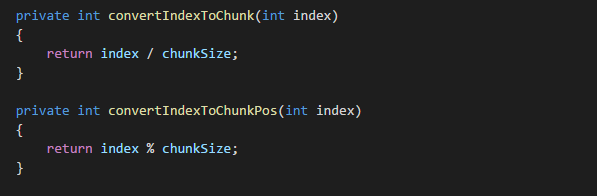 private int convertIndexToChunk(int index)
{
    return index / chunkSize;
}

private int convertIndexToChunkPos(int index)
{
    return index % chunkSize;
}